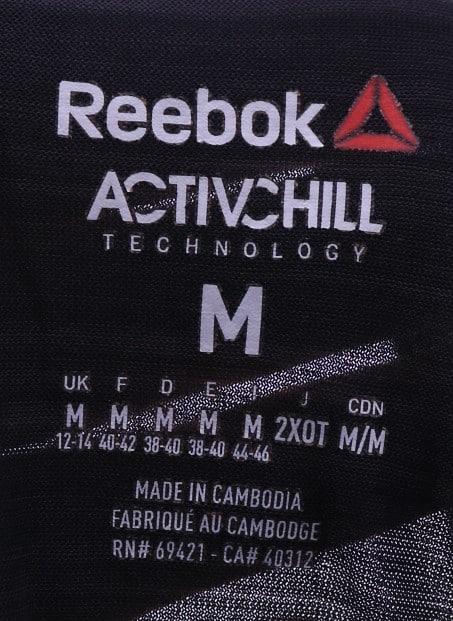 Reebok
ACTIVCHILL
TECHNOLOGY
M
UK F D E I J CDN
M M M M M 2XOT M/M
12-14 40-42 38-40 38-40 44-46
MADE IN CAMBODIA
FABRIQUÉ AU CAMBODGE
RN# 69421 - CA# 40312